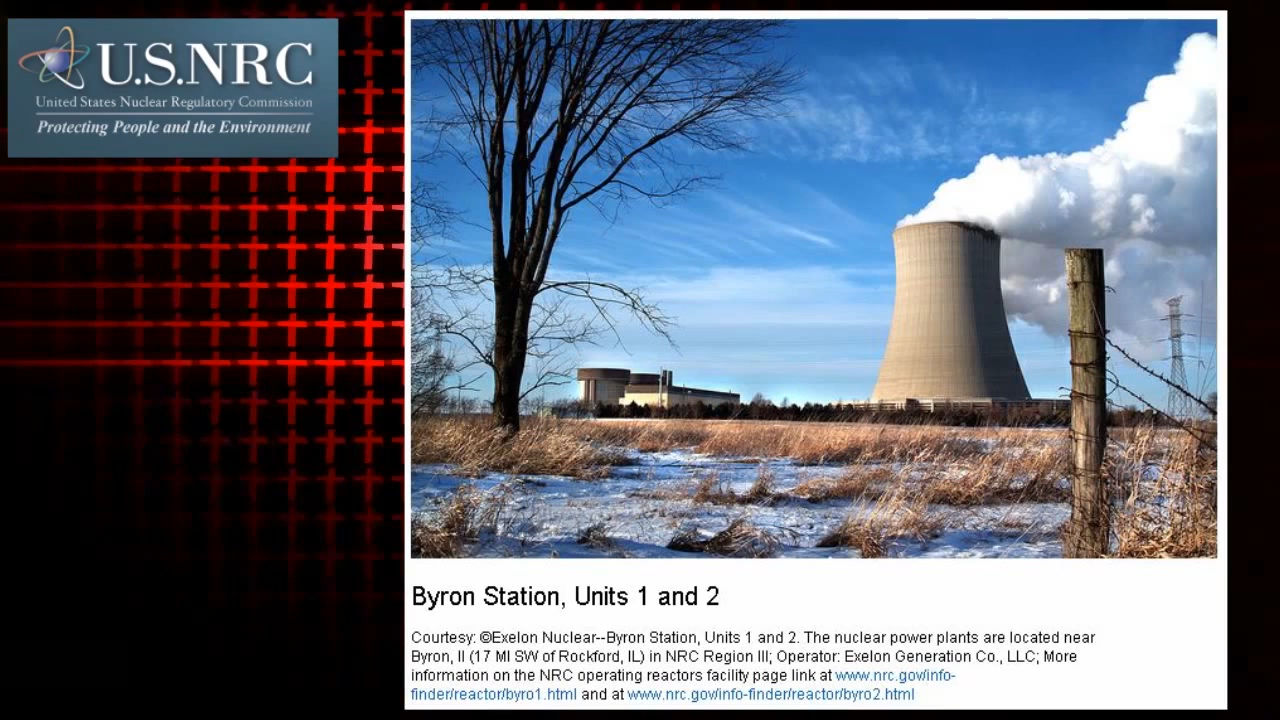 U.S.NRC
United States Nuclear Regulatory Commission
Protecting People and the Environment
Byron Station, Units 1 and 2
Courtesy: ©Exelon Nuclear--Byron Station, Units 1 and 2. The nuclear power plants are located near
Byron, Il (17 MI SW of Rockford, IL) in NRC Region III; Operator: Exelon Generation Co., LLC; More
information on the NRC operating reactors facility page link at www.nrc.gov/info-
finder/reactor/byro1.html and at www.nrc.gov/info-finder/reactor/byro2.html